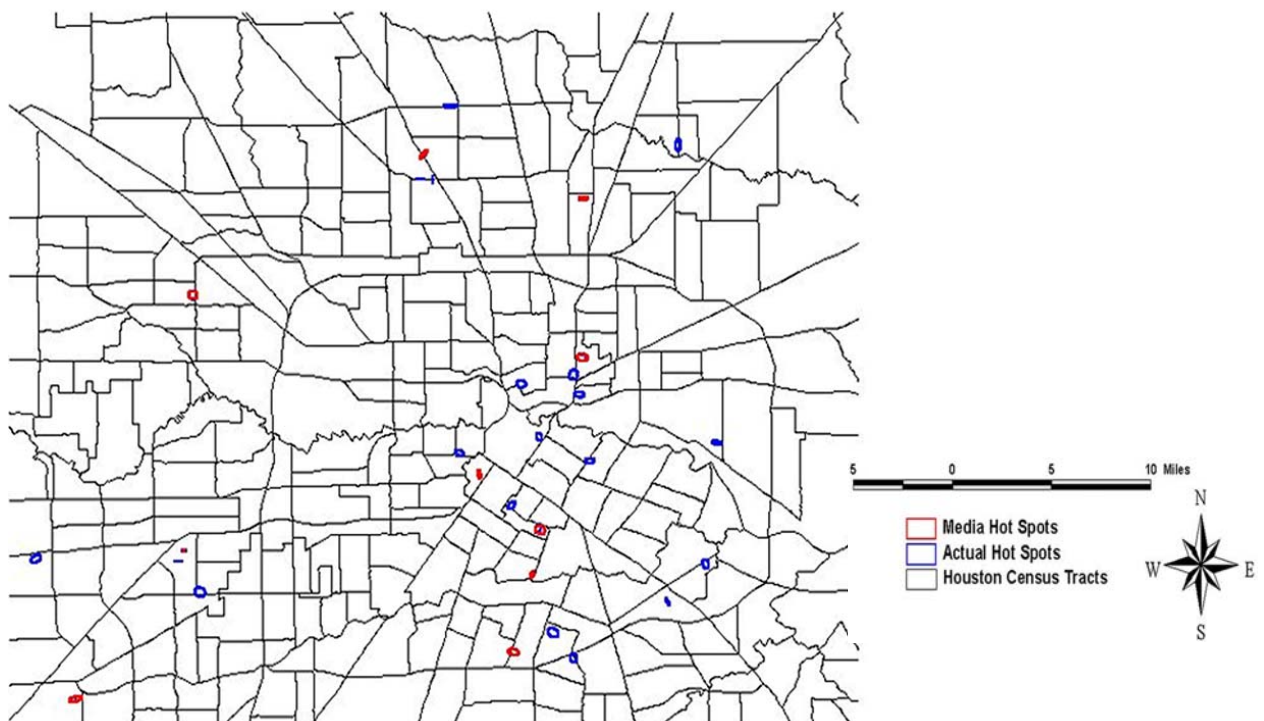 5 0 5 10 Miles
N
Media Hot Spots
Actual Hot Spots
W E
Houston Census Tracts
S